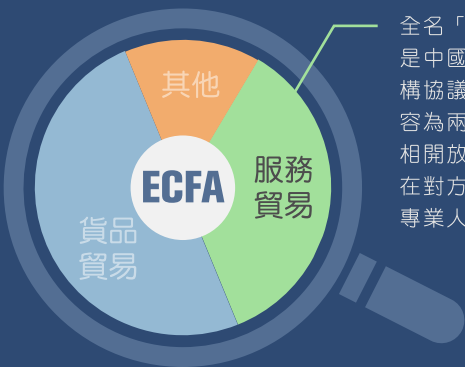 其他
ECFA
服務
貿易
貨品
貿易
全名「
是中國
構協議
容為兩
相開放
在對方
專業人